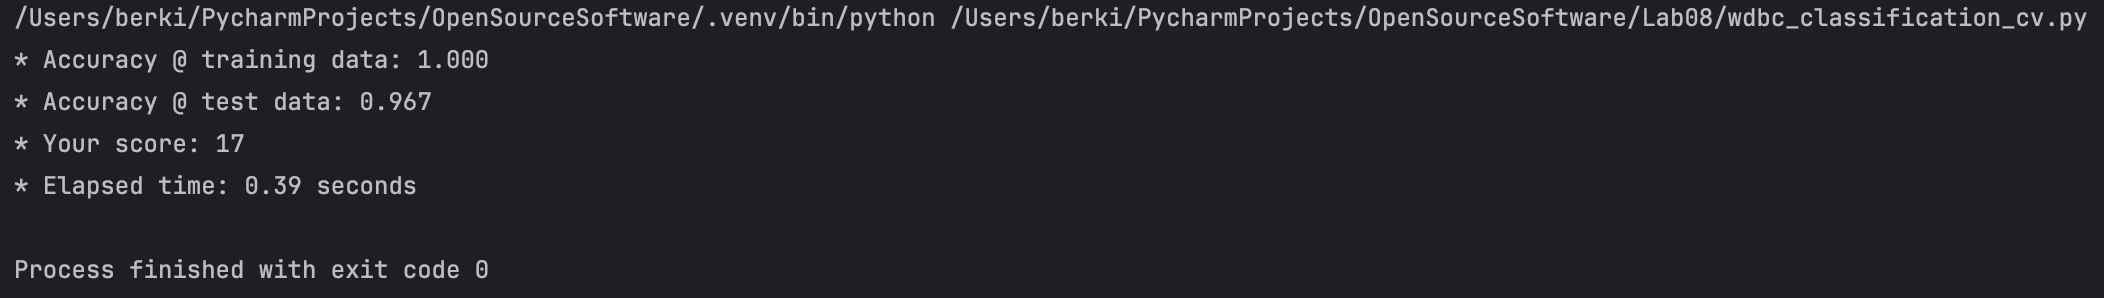 /Users/berki/PycharmProjects/OpenSourceSoftware/.venv/bin/python /Users/berki/PycharmProjects/OpenSourceSoftware/Lab08/wdbc_classification_cv.py
* Accuracy @ training data: 1.000
* Accuracy @ test data: 0.967
* Your score: 17
* Elapsed time: 0.39 seconds
Process finished with exit code 0